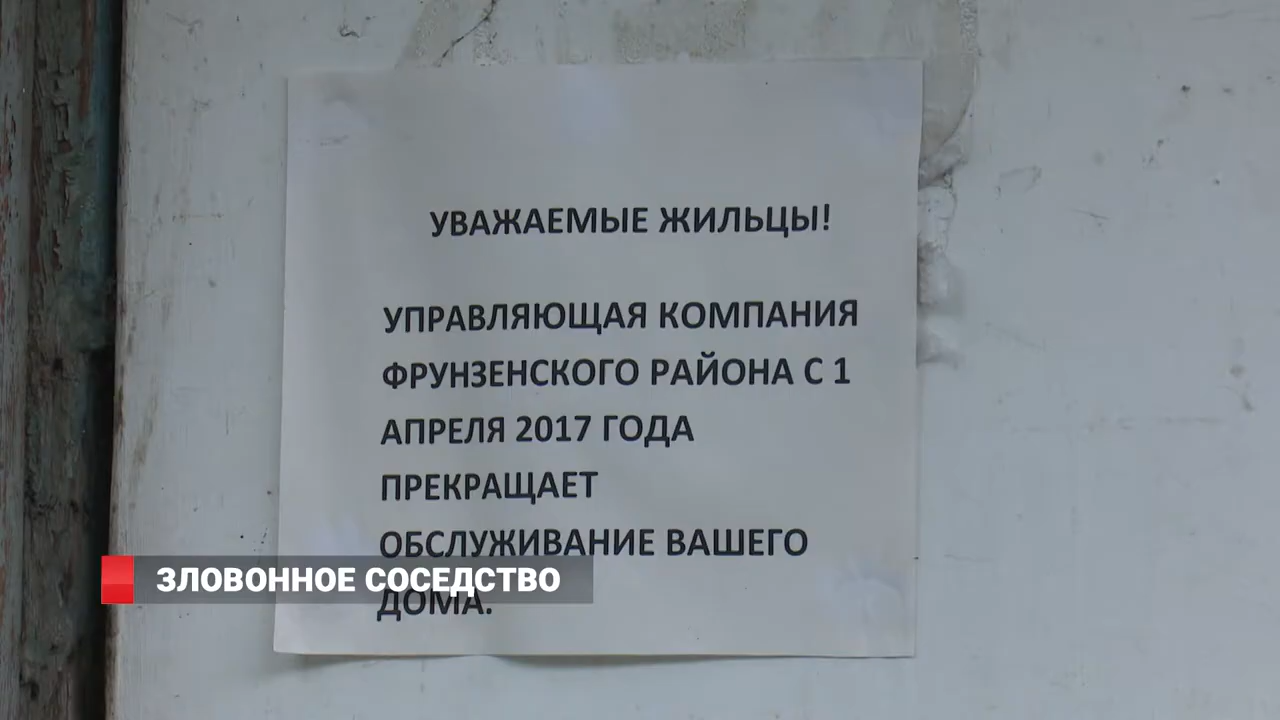 УВАЖАЕМЫЕ ЖИЛЬЦЫ!
УПРАВЛЯЮЩАЯ КОМПАНИЯ
ФРУНЗЕНСКОГО РАЙОНА С 1
АПРЕЛЯ 2017 ГОДА
ПРЕКРАЩАЕТ
ОБСЛУЖИВАНИЕ ВАШЕГО
ДОМА.
ЗЛОВОННОЕ СОСЕДСТВО